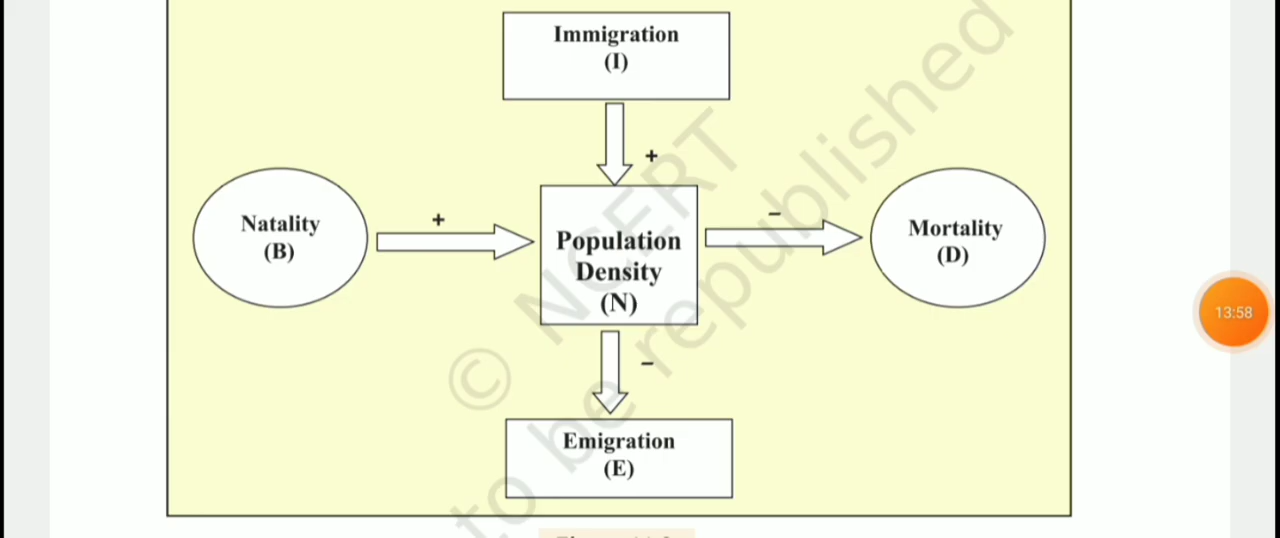 Immigration
(I)
+
Natality
(B)
+
Population
Density
(N)
−
Mortality
(D)
−
Emigration
(E)
© NCERT
to be republished
13:58